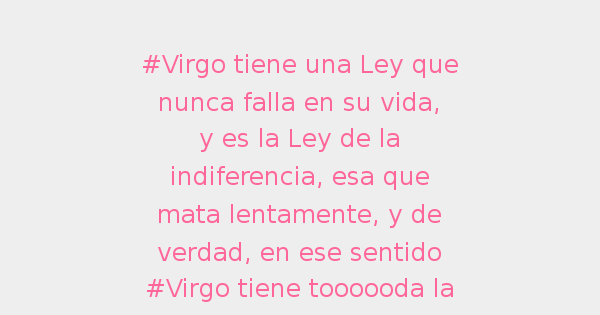 #Virgo tiene una Ley que
nunca falla en su vida,
y es la Ley de la
indiferencia, esa que
mata lentamente, y de
verdad, en ese sentido
#Virgo tiene toooooda la